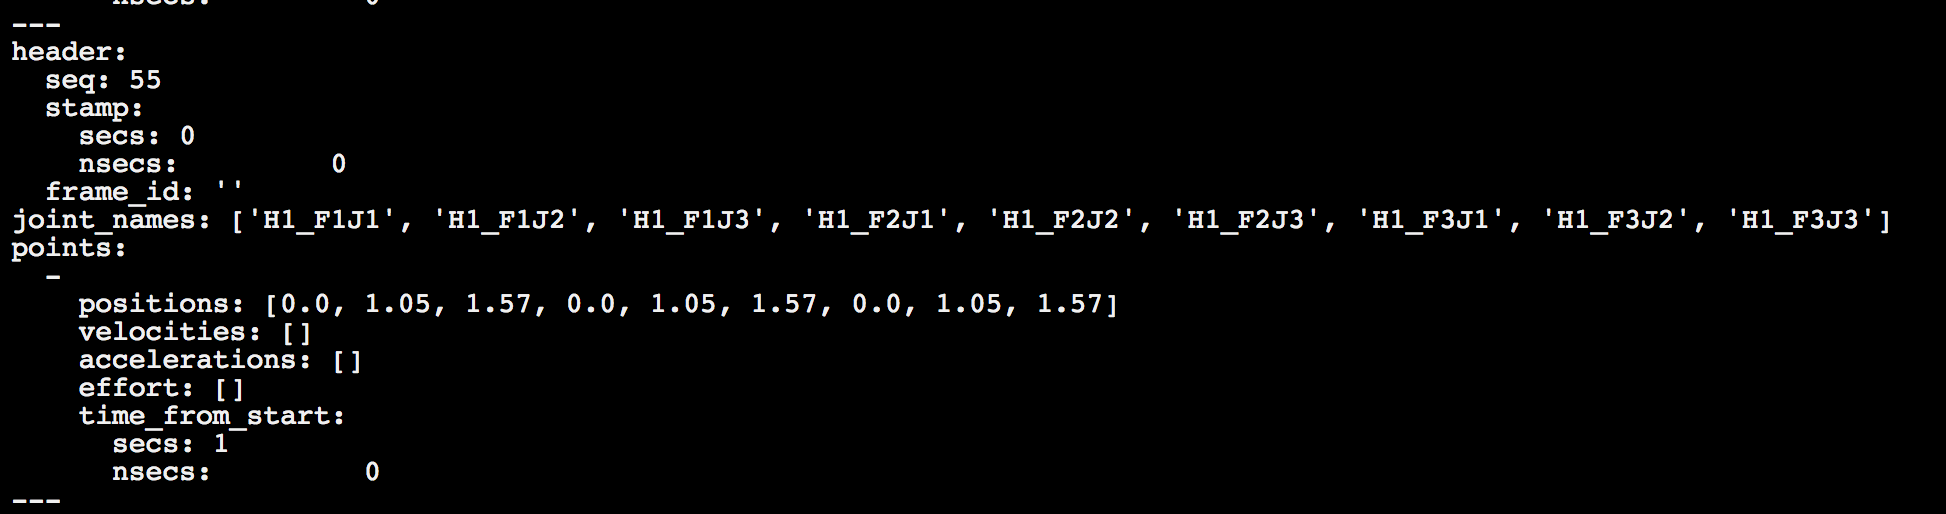 nsecs: 0
---
header:
  seq: 55
  stamp:
    secs: 0
    nsecs:         0
  frame_id: ''
joint_names: ['H1_F1J1', 'H1_F1J2', 'H1_F1J3', 'H1_F2J1', 'H1_F2J2', 'H1_F2J3', 'H1_F3J1', 'H1_F3J2', 'H1_F3J3']
points:
  -
    positions: [0.0, 1.05, 1.57, 0.0, 1.05, 1.57, 0.0, 1.05, 1.57]
    velocities: []
    accelerations: []
    effort: []
    time_from_start:
      secs: 1
      nsecs:         0
---